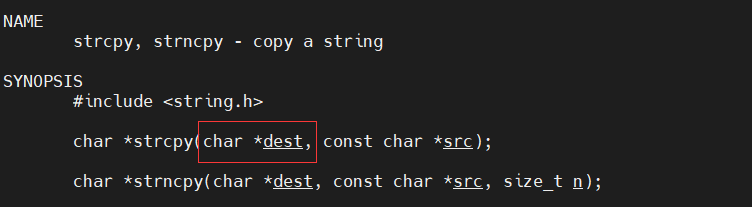 NAME
strcpy, strncpy - copy a string
SYNOPSIS
#include <string.h>
char *strcpy(char *dest, const char *src);
char *strncpy(char *dest, const char *src, size_t n);